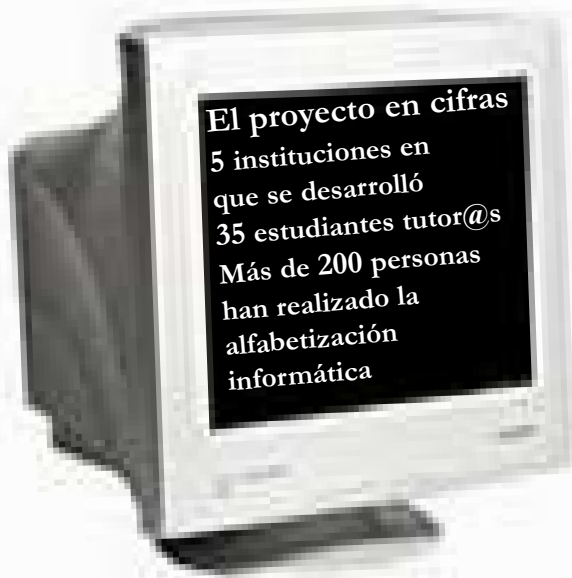 El proyecto en cifras
5 instituciones en
que se desarrolló
35 estudiantes tutor@s
Más de 200 personas
han realizado la
alfabetización
informática